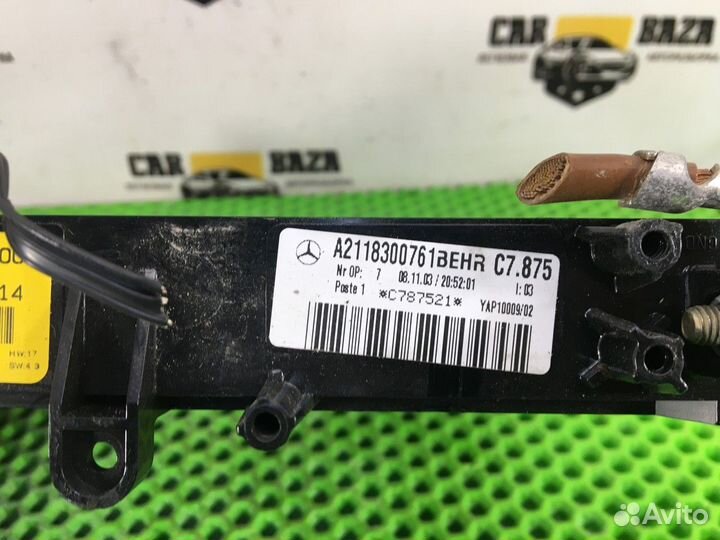 CAR BAZA
CAR BAZA
A2118300761BEHR C7.875
Nr OP: 7 08.11.03 / 20:52:01 I: 03
Poste 1 *C787521* YAP10009/02
14
HW:17
SW:4 3
Avito